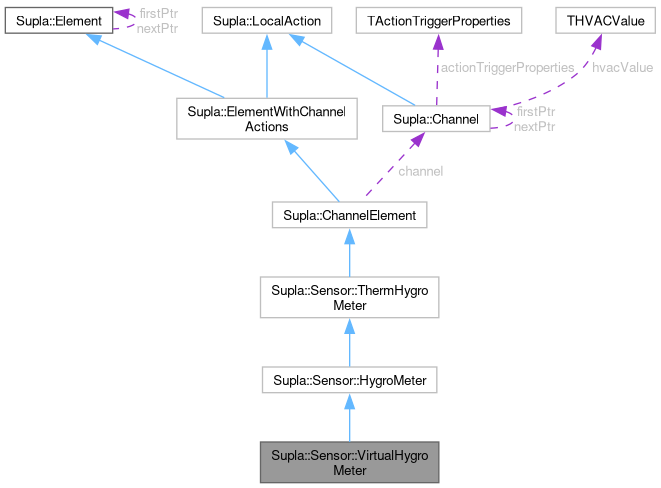 Supla::Element
firstPtr
nextPtr
Supla::LocalAction
TActionTriggerProperties
THVACValue
actionTriggerProperties
hvacValue
Supla::ElementWithChannel
Actions
Supla::Channel
firstPtr
nextPtr
channel
Supla::ChannelElement
Supla::Sensor::ThermHygro
Meter
Supla::Sensor::HygroMeter
Supla::Sensor::VirtualHygro
Meter